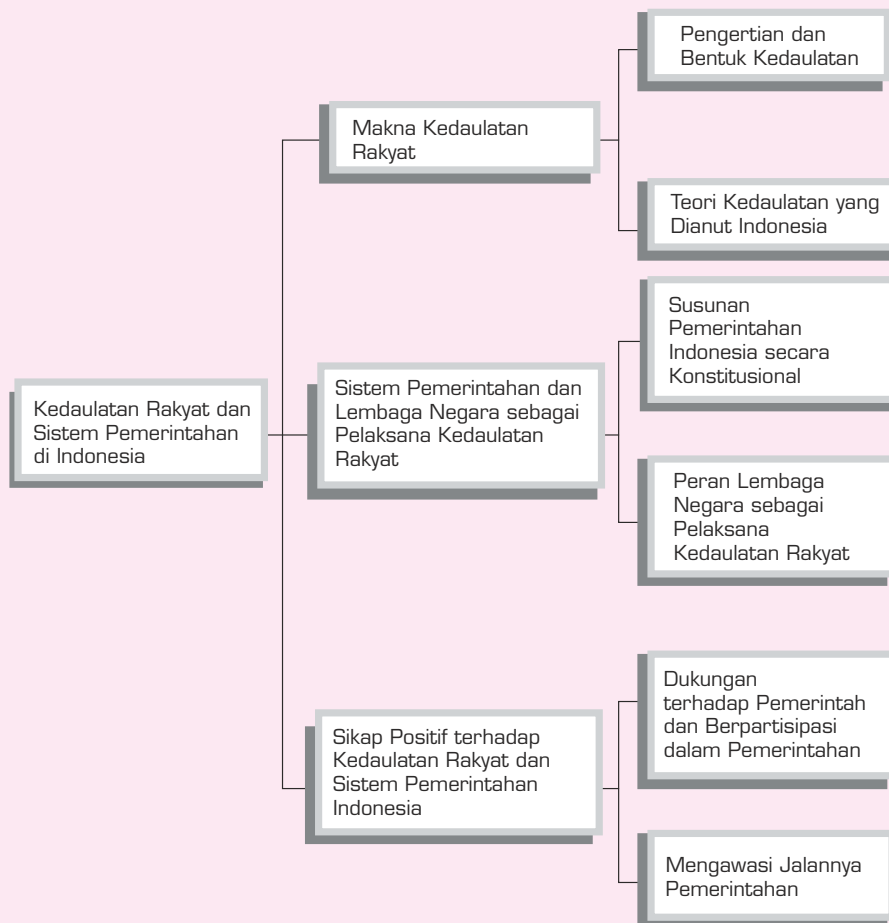 Kedaulatan Rakyat dan
Sistem Pemerintahan
di Indonesia
Makna Kedaulatan
Rakyat
Pengertian dan
Bentuk Kedaulatan
Teori Kedaulatan yang
Dianut Indonesia
Sistem Pemerintahan dan
Lembaga Negara sebagai
Pelaksana Kedaulatan
Rakyat
Susunan
Pemerintahan
Indonesia secara
Konstitusional
Peran Lembaga
Negara sebagai
Pelaksana
Kedaulatan Rakyat
Sikap Positif terhadap
Kedaulatan Rakyat dan
Sistem Pemerintahan
Indonesia
Dukungan
terhadap Pemerintah
dan Berpartisipasi
dalam Pemerintahan
Mengawasi Jalannya
Pemerintahan